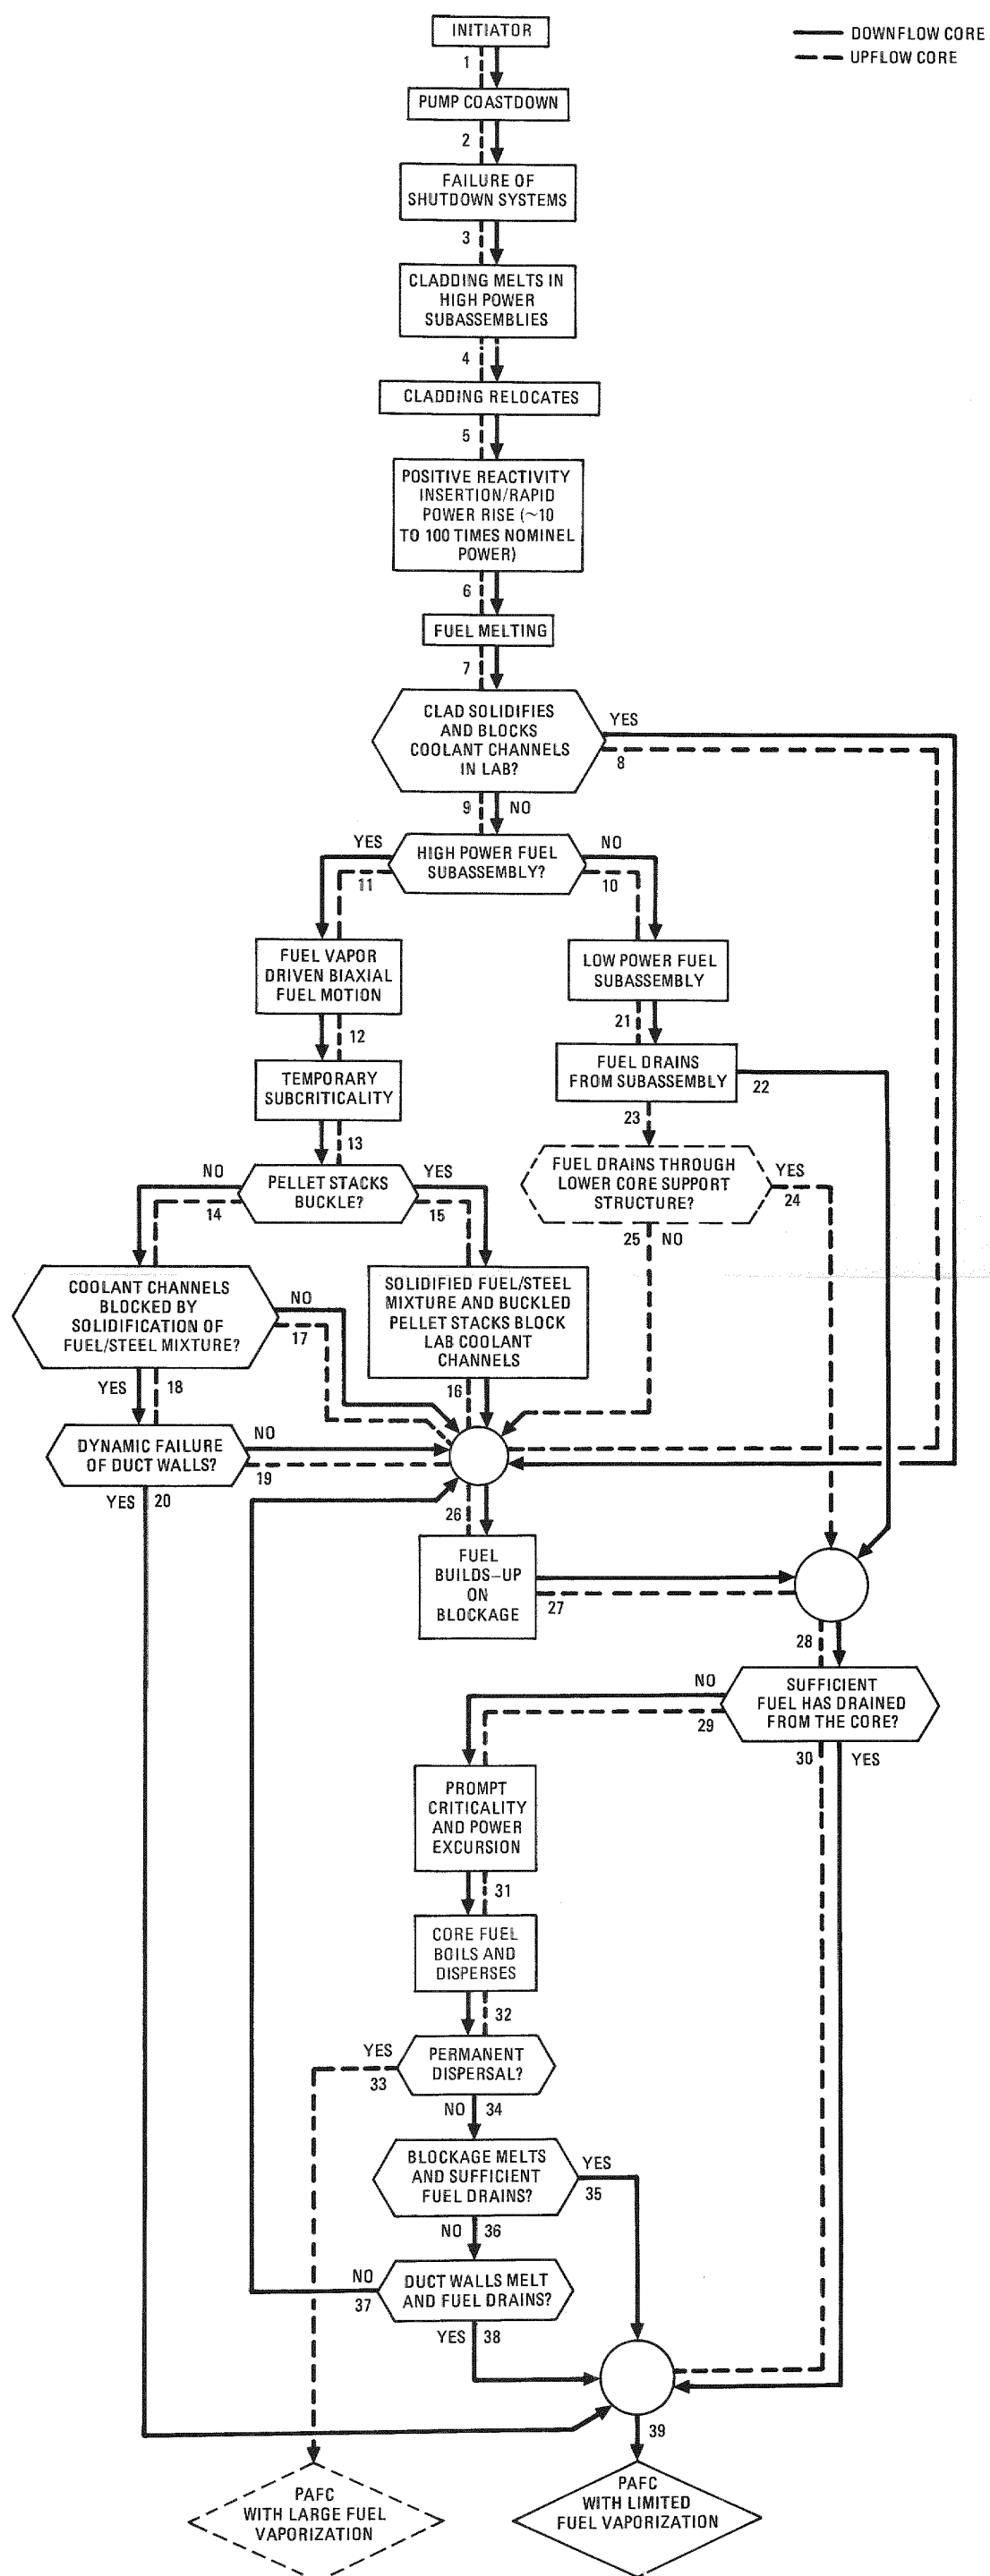 INITIATOR
DOWNFLOW CORE
UPFLOW CORE
1
PUMP COASTDOWN
2
FAILURE OF
SHUTDOWN SYSTEMS
3
CLADDING MELTS IN
HIGH POWER
SUBASSEMBLIES
4
CLADDING RELOCATES
5
POSITIVE REACTIVITY
INSERTION/RAPID
POWER RISE (~10
TO 100 TIMES NOMINEL
POWER)
6
FUEL MELTING
7
CLAD SOLIDIFIES
AND BLOCKS
COOLANT CHANNELS
IN LAB?
YES
8
9
NO
HIGH POWER FUEL
SUBASSEMBLY?
YES
11
NO
10
FUEL VAPOR
DRIVEN BIAXIAL
FUEL MOTION
LOW POWER FUEL
SUBASSEMBLY
12
21
TEMPORARY
SUBCRITICALITY
FUEL DRAINS
FROM SUBASSEMBLY
22
13
23
PELLET STACKS
BUCKLE?
NO
14
YES
15
FUEL DRAINS THROUGH
LOWER CORE SUPPORT
STRUCTURE?
YES
24
25
NO
COOLANT CHANNELS
BLOCKED BY
SOLIDIFICATION OF
FUEL/STEEL MIXTURE?
NO
17
SOLIDIFIED FUEL/STEEL
MIXTURE AND BUCKLED
PELLET STACKS BLOCK
LAB COOLANT
CHANNELS
YES
18
16
DYNAMIC FAILURE
OF DUCT WALLS?
NO
19
YES
20
26
FUEL
BUILDS-UP
ON
BLOCKAGE
27
28
SUFFICIENT
FUEL HAS DRAINED
FROM THE CORE?
NO
29
30
YES
PROMPT
CRITICALITY
AND POWER
EXCURSION
31
CORE FUEL
BOILS AND
DISPERSES
32
PERMANENT
DISPERSAL?
YES
33
NO
34
BLOCKAGE MELTS
AND SUFFICIENT
FUEL DRAINS?
YES
35
NO
36
DUCT WALLS MELT
AND FUEL DRAINS?
NO
37
YES
38
39
PAFC
WITH LARGE FUEL
VAPORIZATION
PAFC
WITH LIMITED
FUEL VAPORIZATION